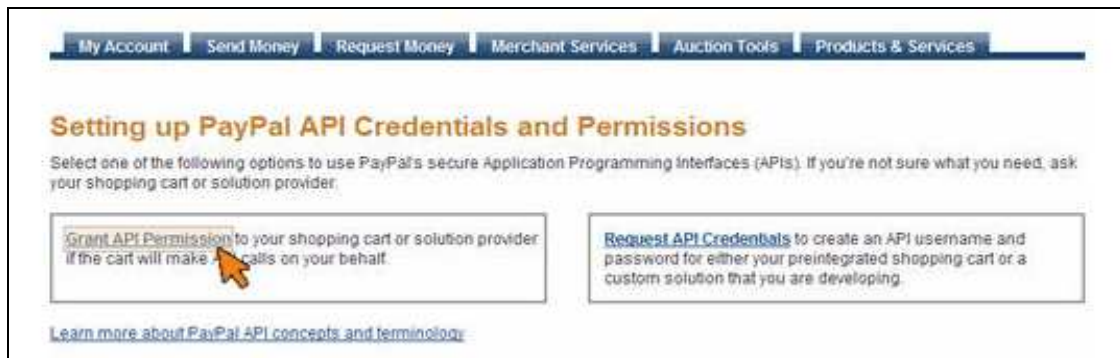 My Account Send Money Request Money Merchant Services Auction Tools Products & Services
Setting up PayPal API Credentials and Permissions
Select one of the following options to use PayPal's secure Application Programming Interfaces (APIs). If you're not sure what you need, ask
your shopping cart or solution provider.
Grant API Permission to your shopping cart or solution provider
if the cart will make calls on your behalf.
Request API Credentials to create an API username and
password for either your preintegrated shopping cart or a
custom solution that you are developing.
Learn more about PayPal API concepts and terminology